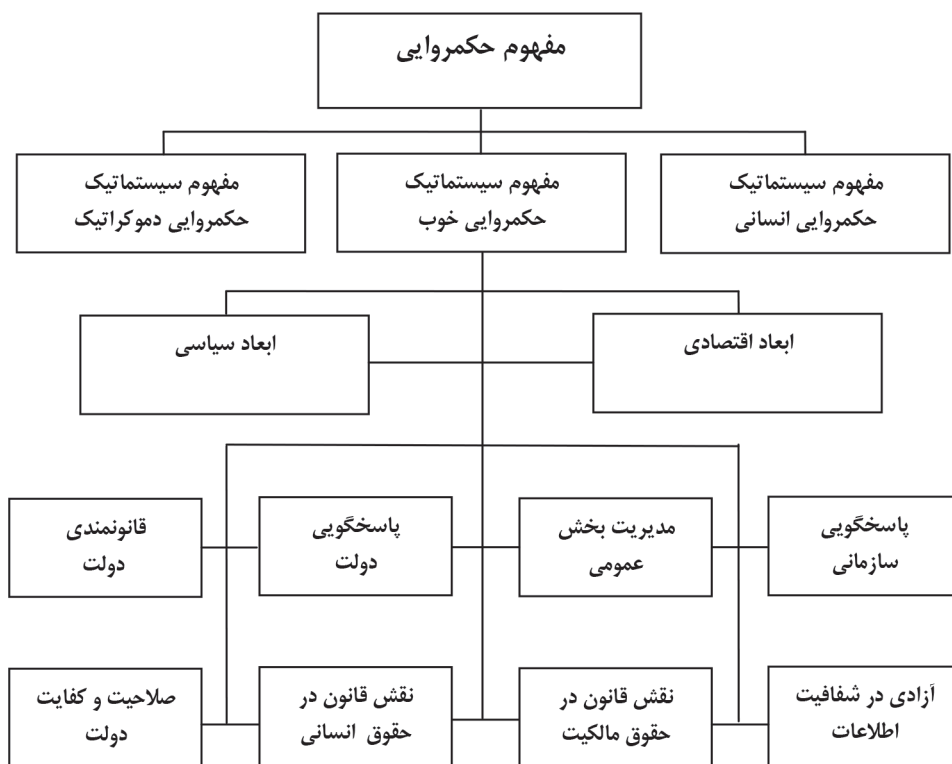 مفهوم حکمروایی
مفهوم سیستماتیک
حکمروایی انسانی
مفهوم سیستماتیک
حکمروایی خوب
مفهوم سیستماتیک
حکمروایی دموکراتیک
ابعاد اقتصادی
ابعاد سیاسی
پاسخگویی
سازمانی
مدیریت بخش
عمومی
پاسخگویی
دولت
قانونمندی
دولت
آزادی در شفافیت
اطلاعات
نقش قانون در
حقوق مالکیت
نقش قانون در
حقوق انسانی
صلاحیت و کفایت
دولت